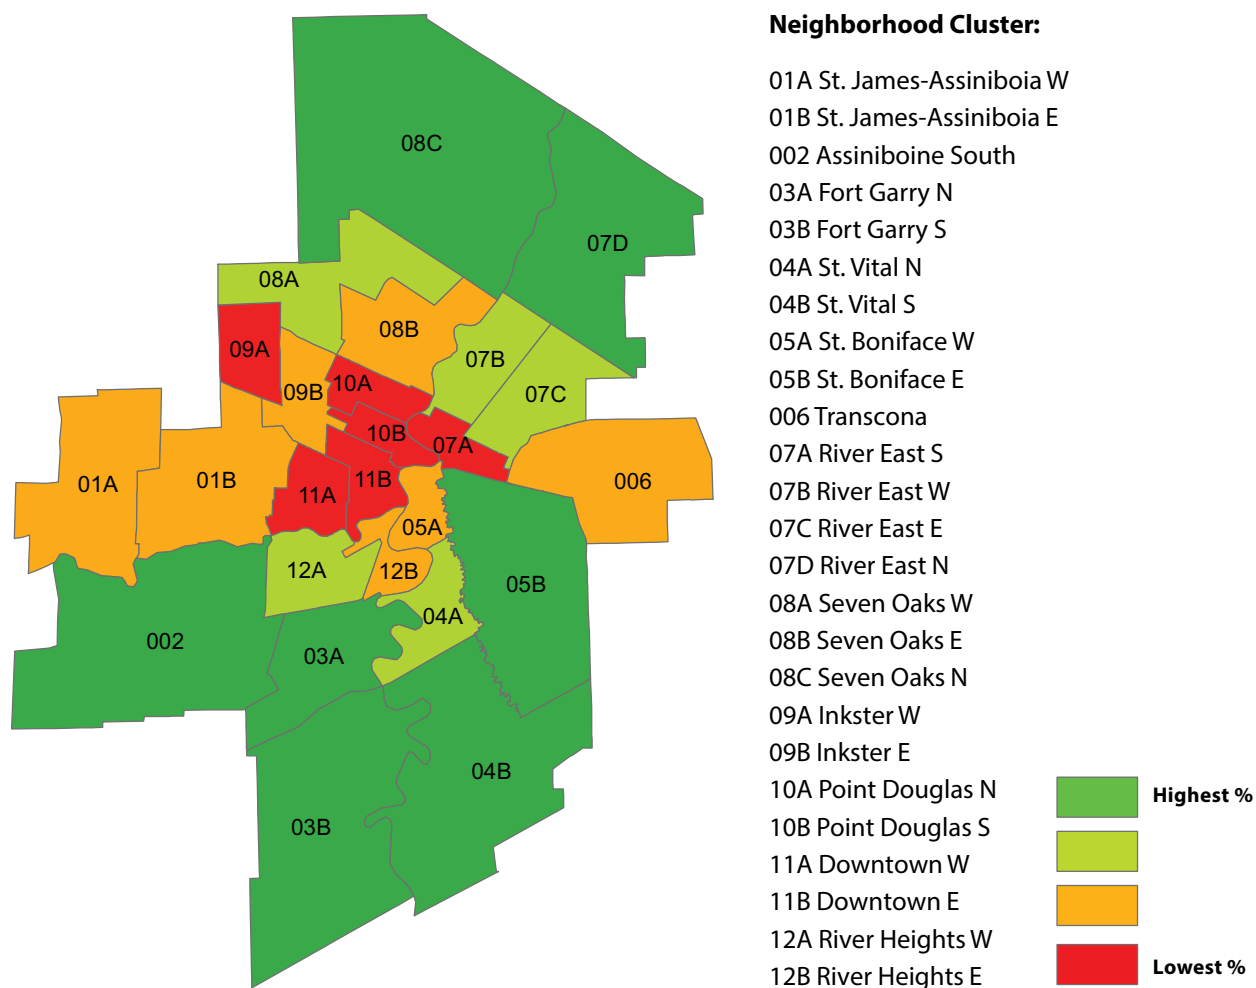 08C
07D
08A
08B
09A
07B
10A
09B
07C
10B
07A
01A
01B
11A
11B
006
05A
12A
12B
05B
04A
002
03A
04B
03B
Neighborhood Cluster:
01A St. James-Assiniboia W
01B St. James-Assiniboia E
002 Assiniboine South
03A Fort Garry N
03B Fort Garry S
04A St. Vital N
04B St. Vital S
05A St. Boniface W
05B St. Boniface E
006 Transcona
07A River East S
07B River East W
07C River East E
07D River East N
08A Seven Oaks W
08B Seven Oaks E
08C Seven Oaks N
09A Inkster W
09B Inkster E
10A Point Douglas N
10B Point Douglas S
11A Downtown W
11B Downtown E
12A River Heights W
12B River Heights E
Highest %
Lowest %